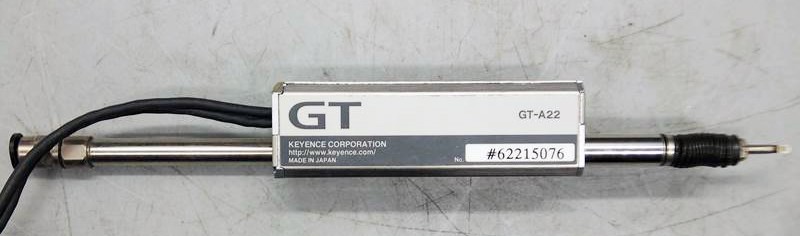 GT
GT-A22
KEYENCE CORPORATION
http://www.keyence.com/
MADE IN JAPAN
No. #62215076